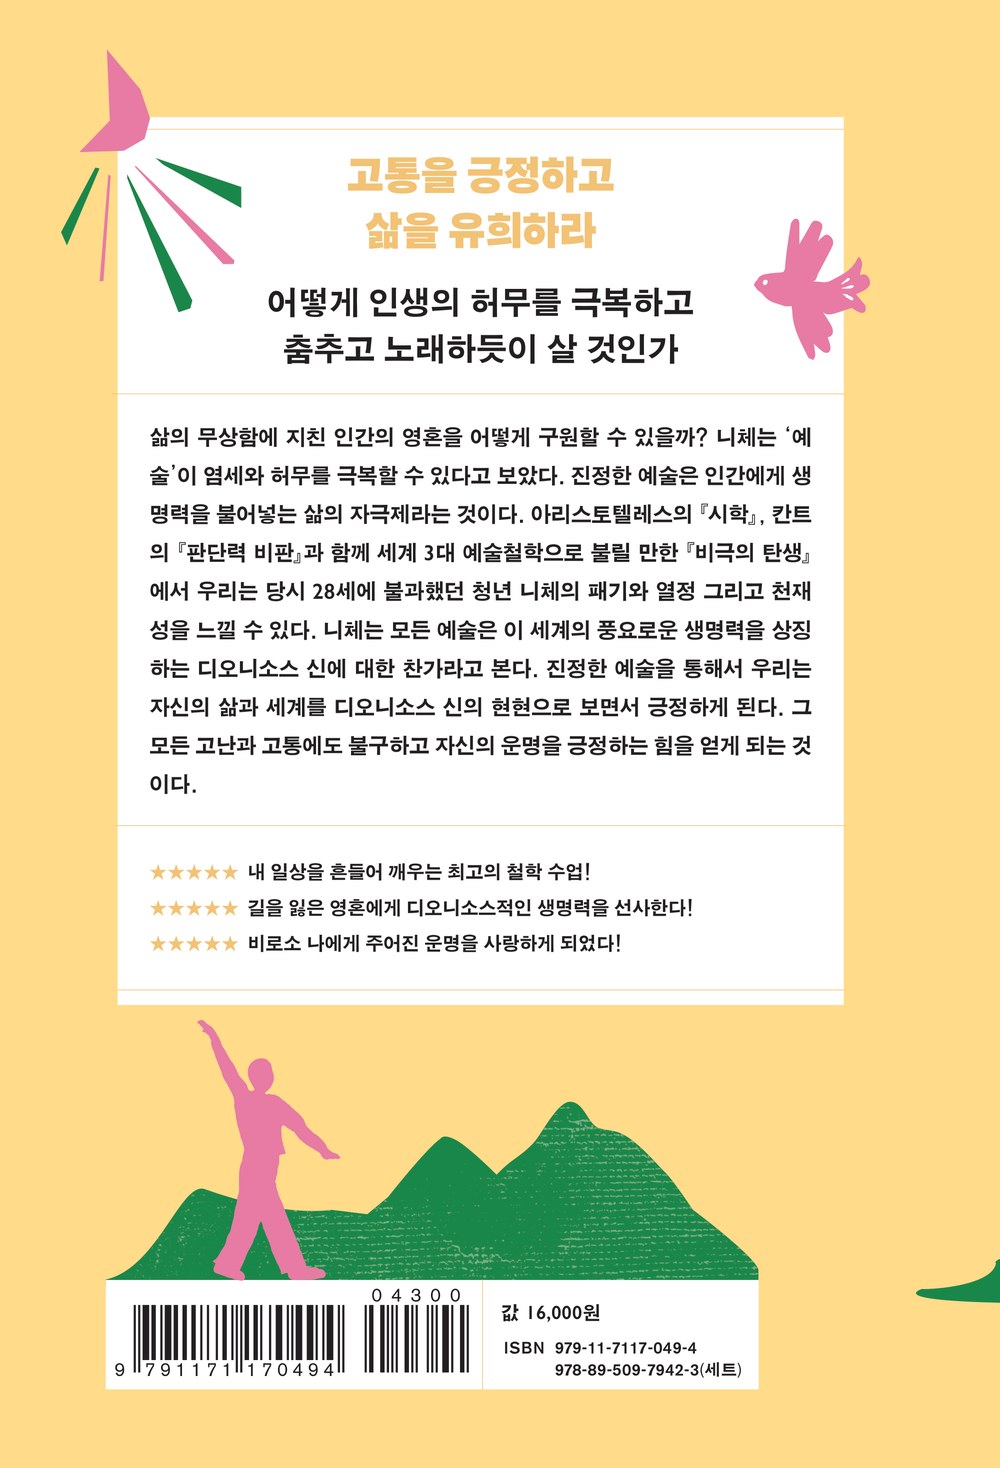 고통을 긍정하고
삶을 유희하라
어떻게 인생의 허무를 극복하고
춤추고 노래하듯이 살 것인가
삶의 무상함에 지친 인간의 영혼을 어떻게 구원할 수 있을까? 니체는 ‘예
술’이 염세와 허무를 극복할 수 있다고 보았다. 진정한 예술은 인간에게 생
명력을 불어넣는 삶의 자극제라는 것이다. 아리스토텔레스의 『시학』, 칸트
의 『판단력 비판』과 함께 세계 3대 예술철학으로 불릴 만한 『비극의 탄생』
에서 우리는 당시 28세에 불과했던 청년 니체의 패기와 열정 그리고 천재
성을 느낄 수 있다. 니체는 모든 예술은 이 세계의 풍요로운 생명력을 상징
하는 디오니소스 신에 대한 찬가라고 본다. 진정한 예술을 통해서 우리는
자신의 삶과 세계를 디오니소스 신의 현현으로 보면서 긍정하게 된다. 그
모든 고난과 고통에도 불구하고 자신의 운명을 긍정하는 힘을 얻게 되는 것
이다.
★★★★★ 내 일상을 흔들어 깨우는 최고의 철학 수업!
★★★★★ 길을 잃은 영혼에게 디오니소스적인 생명력을 선사한다!
★★★★★ 비로소 나에게 주어진 운명을 사랑하게 되었다!
04300
9 791171 170494
값 16,000원
ISBN 979-11-7117-049-4
978-89-509-7942-3(세트)